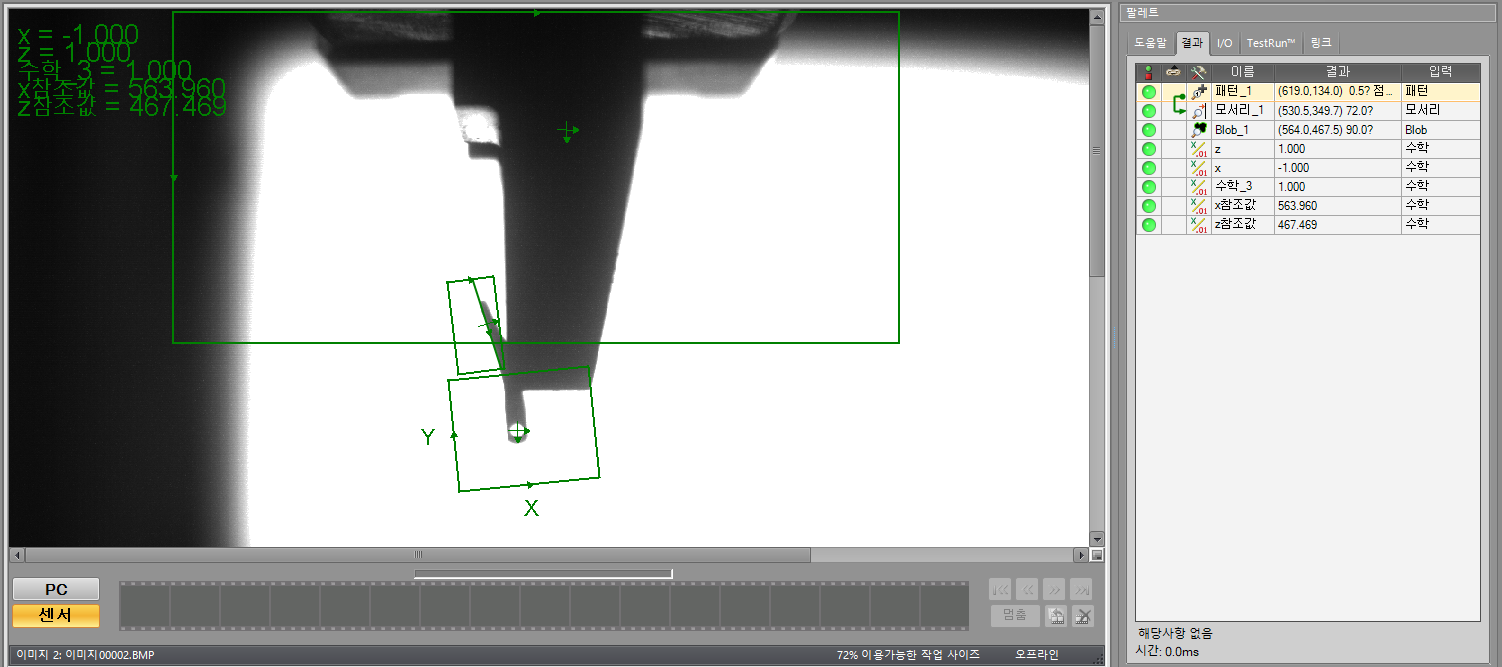 팔레트
x = -1.000
z = 1.000
수학_3 = 1.000
x참조값 = 563.960
z참조값 = 467.469
도움말 결과 I/O TestRun™ 링크
이름 결과 입력
패턴_1 (619.0,134.0) 0.5? 점... 패턴
모서리_1 (530.5,349.7) 72.0? 모서리
Blob_1 (564.0,467.5) 90.0? Blob
z 1.000 수학
x -1.000 수학
수학_3 1.000 수학
x참조값 563.960 수학
z참조값 467.469 수학
Y
X
PC
센서
멈춤
해당사항 없음
시간: 0.0ms
이미지 2: 이미지00002.BMP 72% 이용가능한 작업 사이즈 오프라인